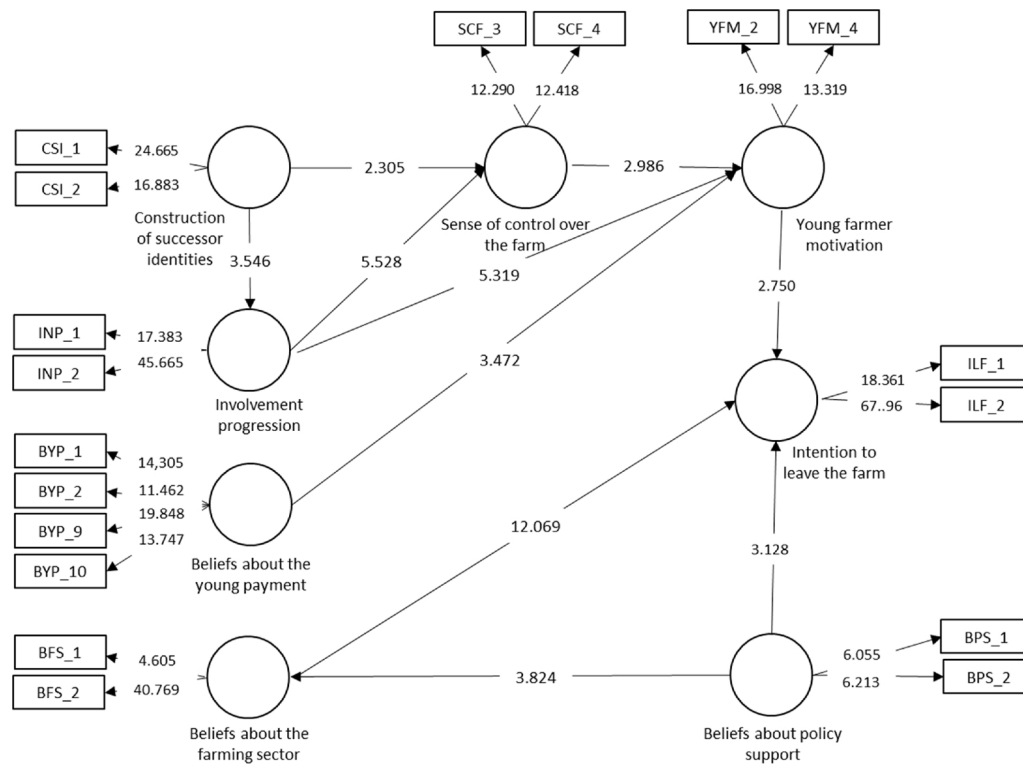 SCF_3
SCF_4
YFM_2
YFM_4
12.290
12.418
16.998
13.319
CSI_1
24.665
CSI_2
16.883
2.305
2.986
Construction
of successor
identities
Sense of control over
the farm
Young farmer
motivation
3.546
5.528
5.319
2.750
INP_1
17.383
INP_2
45.665
3.472
ILF_1
18.361
ILF_2
67..96
Involvement
progression
Intention to
leave the farm
BYP_1
14,305
BYP_2
11.462
19.848
BYP_9
13.747
BYP_10
12.069
3.128
Beliefs about the
young payment
BFS_1
4.605
BFS_2
40.769
3.824
BPS_1
6.055
BPS_2
6.213
Beliefs about the
farming sector
Beliefs about policy
support